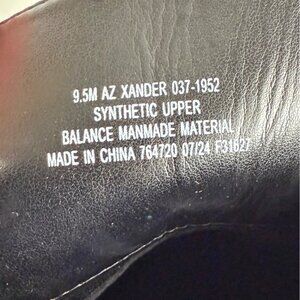 9.5M AZ XANDER 037-1952
SYNTHETIC UPPER
BALANCE MANMADE MATERIAL
MADE IN CHINA 764720 07/24 F31627